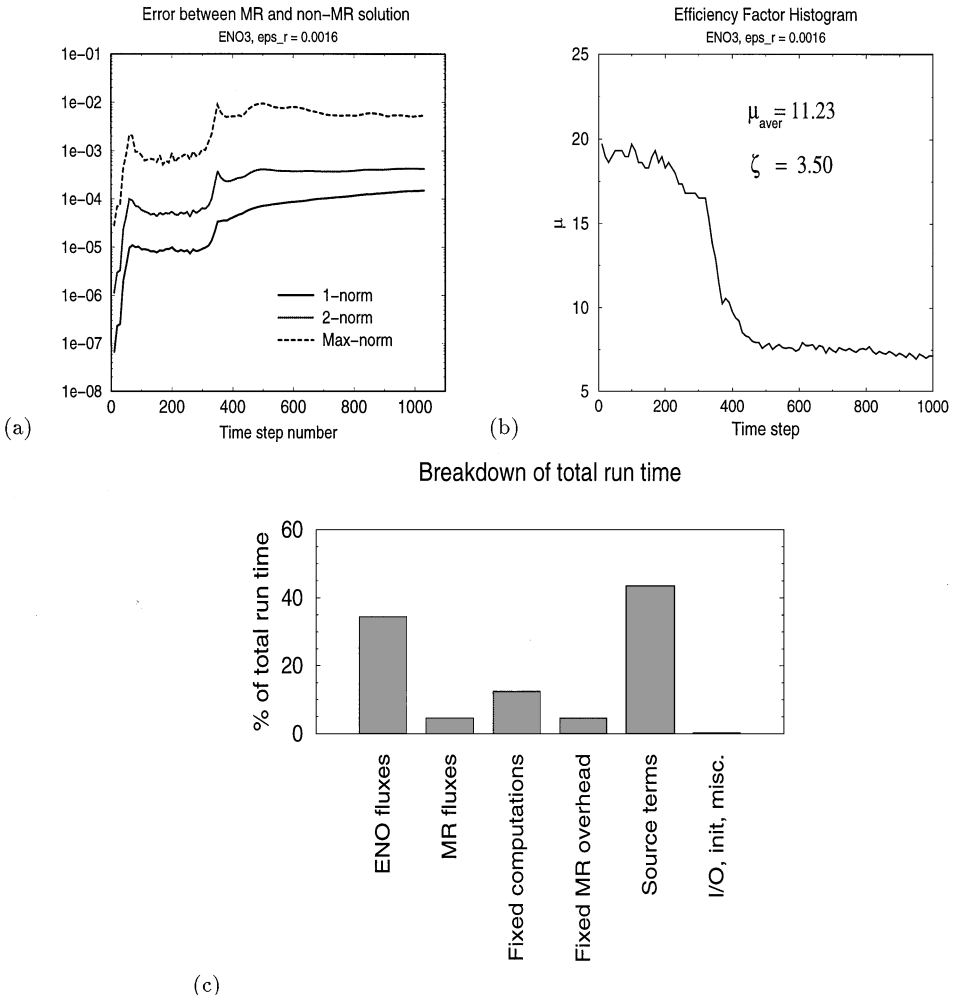 Error between MR and non−MR solution
ENO3, eps_r = 0.0016
1e−01
1e−02
1e−03
1e−04
1e−05
1e−06
1e−07
1e−08
0
200
400
600
800
1000
Time step number
1−norm
2−norm
Max−norm
(a)
Efficiency Factor Histogram
ENO3, eps_r = 0.0016
25
20
15
10
5
μ
μaver = 11.23
ζ = 3.50
0
200
400
600
800
1000
Time step
(b)
Breakdown of total run time
% of total run time
60
40
20
0
ENO fluxes
MR fluxes
Fixed computations
Fixed MR overhead
Source terms
I/O, init, misc.
(c)